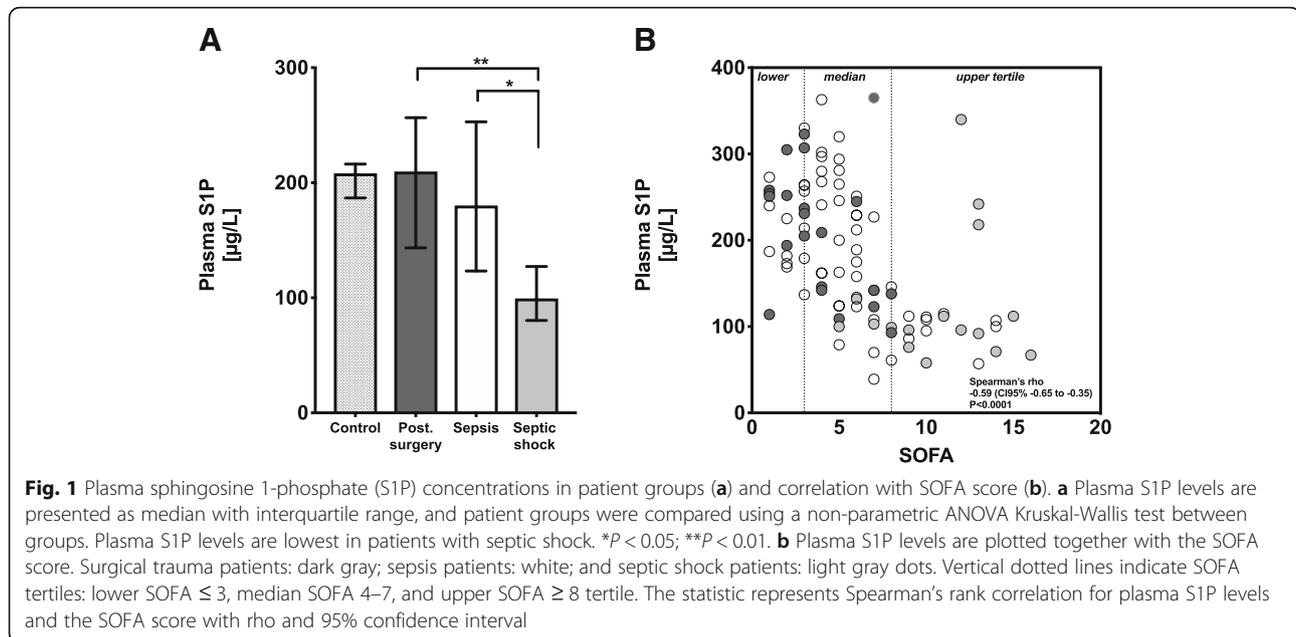 A
300
200
100
0
Plasma S1P
[µg/L]
**
*
Control
Post.
surgery
Sepsis
Septic
shock
B
400
300
200
100
0
Plasma S1P
[µg/L]
lower median upper tertile
Spearman's rho
-0.59 (CI95% -0.65 to -0.35)
P<0.0001
0 5 10 15 20
SOFA
Fig. 1 Plasma sphingosine 1-phosphate (S1P) concentrations in patient groups (a) and correlation with SOFA score (b). a Plasma S1P levels are
presented as median with interquartile range, and patient groups were compared using a non-parametric ANOVA Kruskal-Wallis test between
groups. Plasma S1P levels are lowest in patients with septic shock. *P < 0.05; **P < 0.01. b Plasma S1P levels are plotted together with the SOFA
score. Surgical trauma patients: dark gray; sepsis patients: white; and septic shock patients: light gray dots. Vertical dotted lines indicate SOFA
tertiles: lower SOFA ≤ 3, median SOFA 4–7, and upper SOFA ≥ 8 tertile. The statistic represents Spearman's rank correlation for plasma S1P levels
and the SOFA score with rho and 95% confidence interval